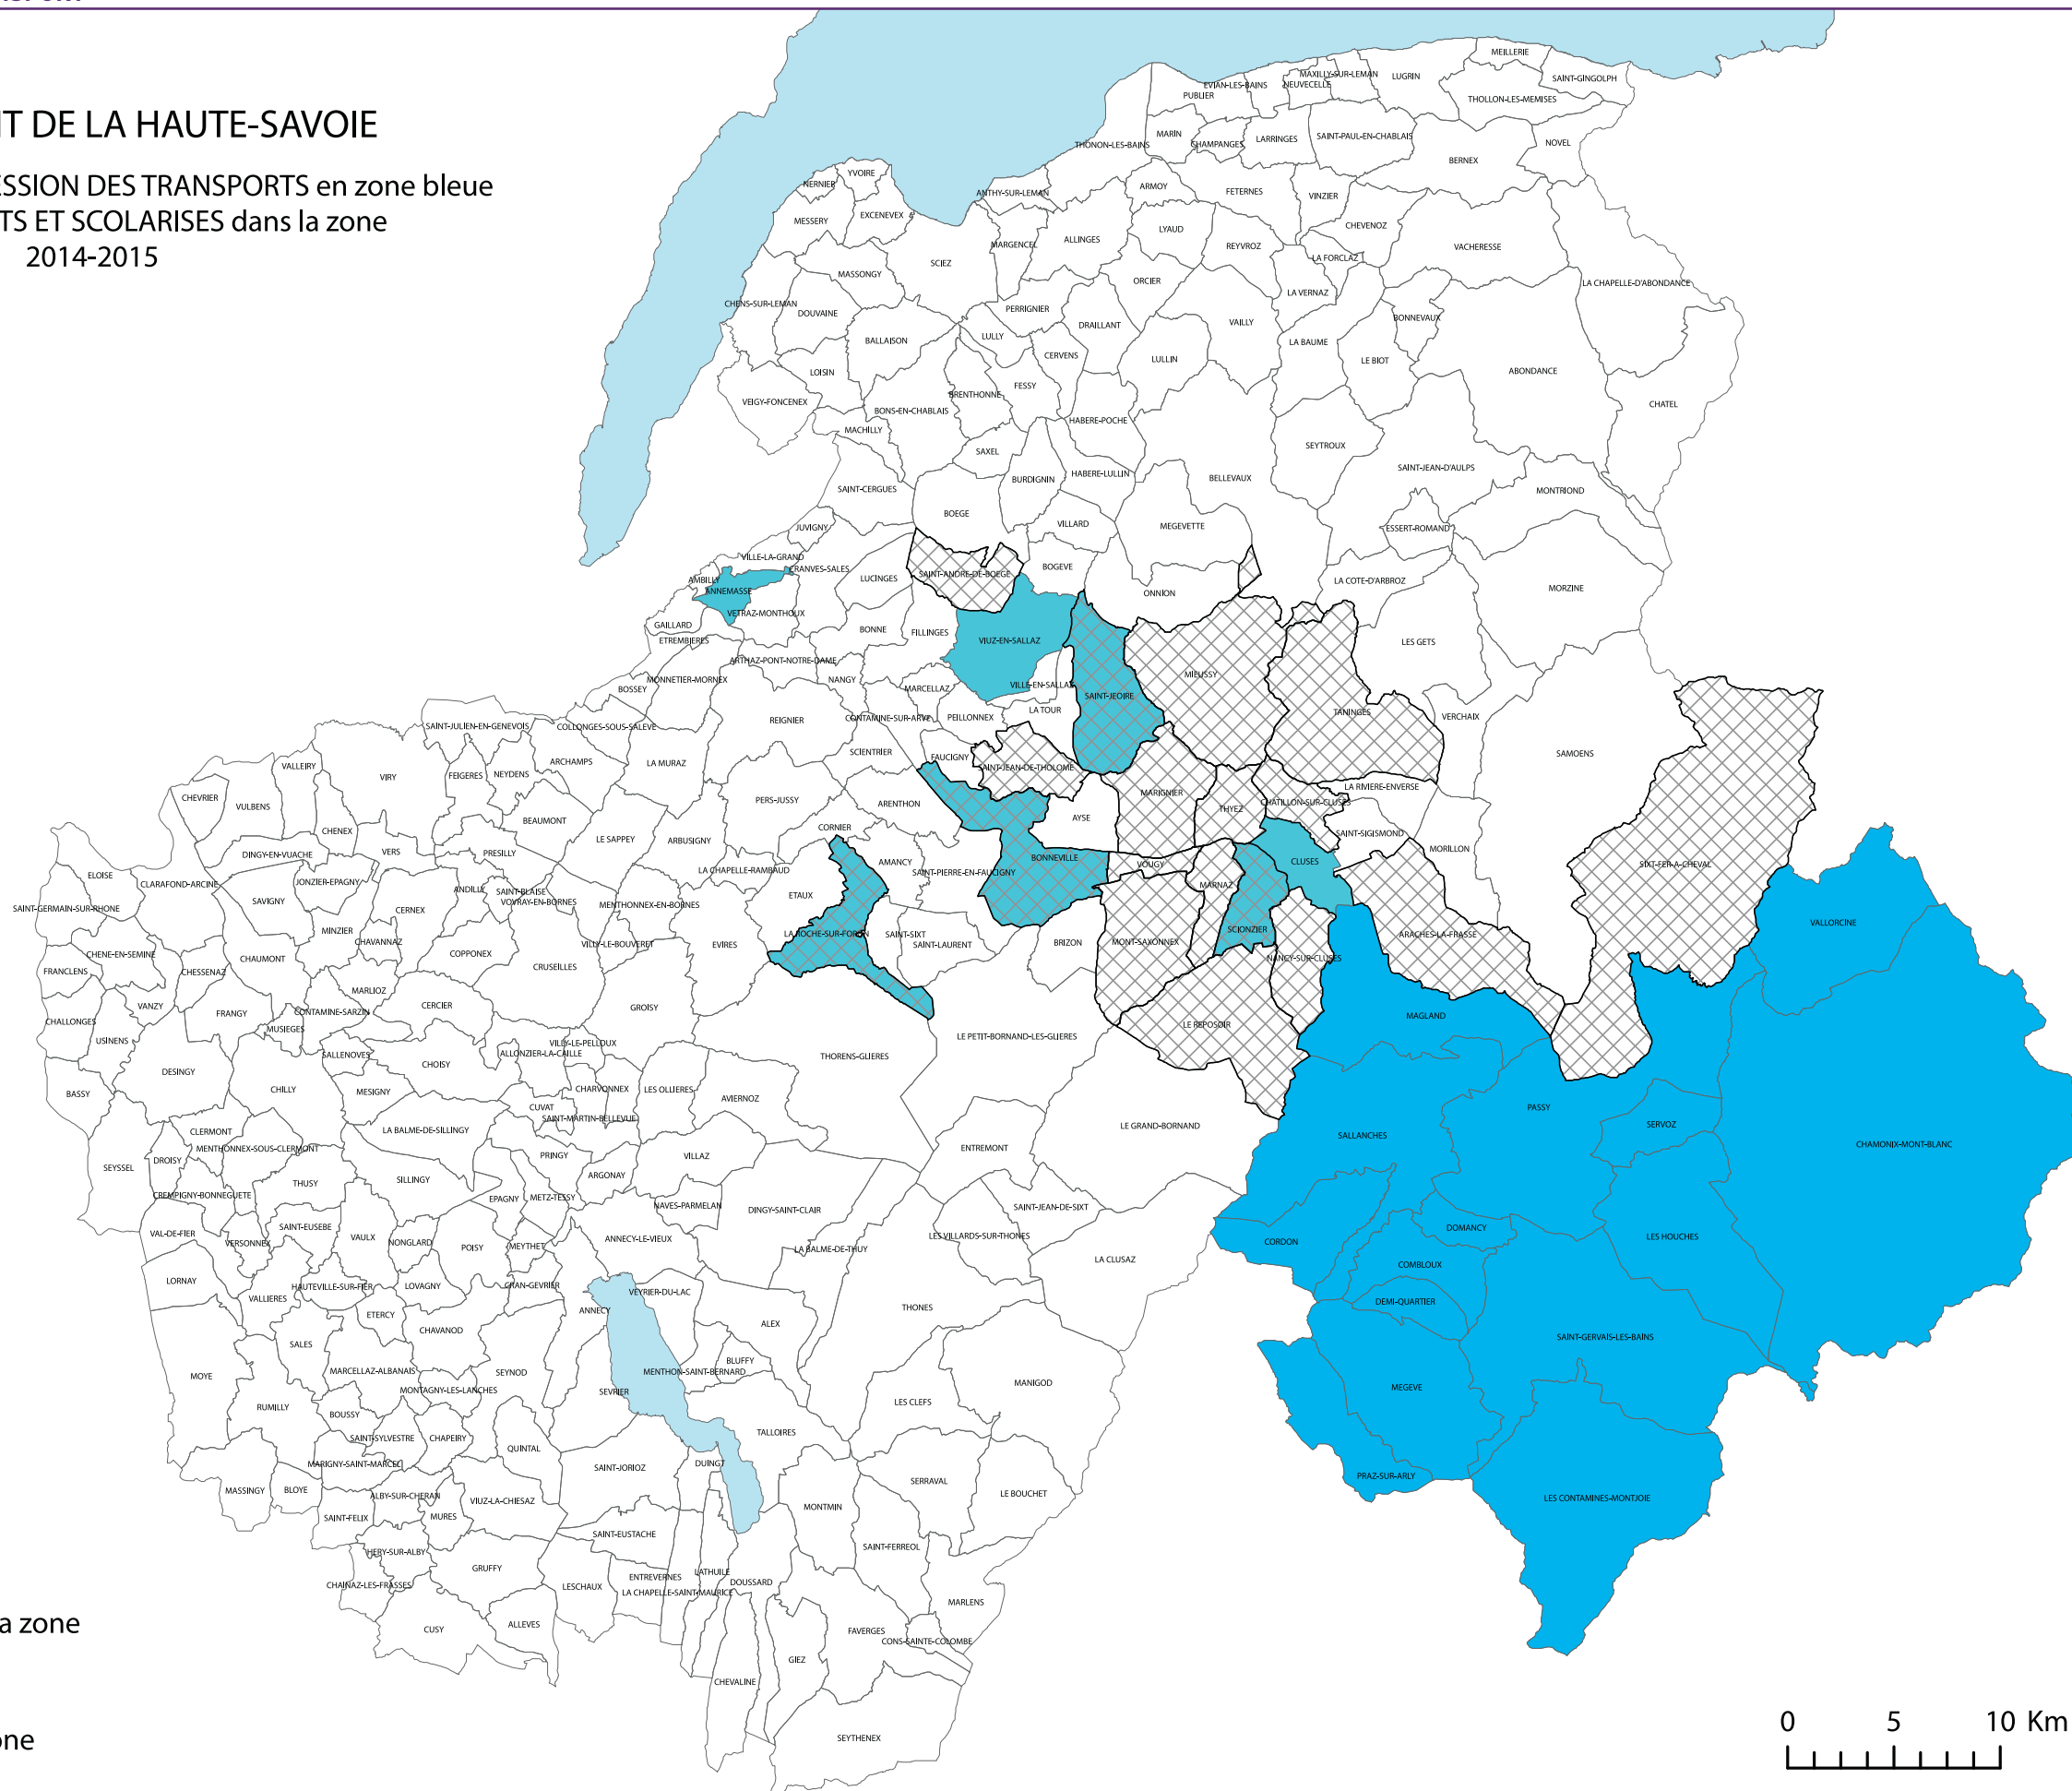 T DE LA HAUTE-SAVOIE
ESSION DES TRANSPORTS en zone bleue
TS ET SCOLARISES dans la zone
2014-2015
MEILLERIE
SAINT-GINGOLPH
MAXILLY-SUR-LEMAN
LUGRIN
EVIAN-LES-BAINS
NEUVECELLE
PUBLIER
THOLLON-LES-MEMISES
MARIN
CHAMPANGES
LARRINGES
SAINT-PAUL-EN-CHABLAIS
THONON-LES-BAINS
NOVEL
BERNEX
YVOIRE
NERNIER
ANTHY-SUR-LEMAN
ARMOY
FETERNES
VINZIER
MESSERY
EXCENEVEX
CHEVENOZ
LYAUD
MARGENCEL
ALLINGES
REYVROZ
VACHERESSE
LA FORCLAZ
SCIEZ
MASSONGY
ORCIER
LA VERNAZ
LA CHAPELLE-D'ABONDANCE
CHENS-SUR-LEMAN
DOUVAINE
PERRIGNIER
DRAILLANT
VAILLY
BONNEVAUX
BALLAISON
LULLY
CERVENS
LULLIN
LA BAUME
LE BIOT
ABONDANCE
LOISIN
FESSY
BRENTHONNE
VEIGY-FONCENEX
BONS-EN-CHABLAIS
HABERE-POCHE
CHATEL
MACHILLY
SAXEL
SEYTROUX
SAINT-JEAN-D'AULPS
BURDIGNIN
HABERE-LULLIN
BELLEVAUX
SAINT-CERGUES
MONTRIOND
BOEGE
VILLARD
MEGEVETTE
ESSERT-ROMAND
JUVIGNY
VILLE-LA-GRAND
CRANVES-SALES
LUCINGES
SAINT-ANDRE-DE-BOEGE
BOGEVE
AMBILLY
ANNEMASSE
ONNION
LA COTE-D'ARBROZ
MORZINE
VETRAZ-MONTHOUX
GAILLARD
ETREMBIERES
BONNE
FILLINGES
VIUZ-EN-SALLAZ
LES GETS
ARTHAZ-PONT-NOTRE-DAME
MONNETIER-MORNEX
NANGY
MARCELLAZ
VILLE-EN-SALLAZ
SAINT-JEOIRE
MIEUSSY
BOSSEY
LA TOUR
TANINGES
VERCHAIX
SAINT-JULIEN-EN-GENEVOIS
COLLONGES-SOUS-SALEVE
REIGNIER
CONTAMINE-SUR-ARVE
PEILLONNEX
SAMOENS
SCIENTRIER
FAUCIGNY
SAINT-JEAN-DE-THOLOME
VALLEIRY
VIRY
FEIGERES
NEYDENS
ARCHAMPS
LA MURAZ
LA RIVIERE-ENVERSE
CHEVRIER
VULBENS
PERS-JUSSY
ARENTHON
MARIGNIER
THYEZ
CHATILLON-SUR-CLUSES
BEAUMONT
AYSE
CHENEX
CORNIER
SAINT-SIGISMOND
LE SAPPEY
ARBUSIGNY
MORILLON
DINGY-EN-VUACHE
VERS
PRESILLY
BONNEVILLE
CLUSES
AMANCY
VOUGY
SIXT-FER-A-CHEVAL
LA CHAPELLE-RAMBAUD
SAINT-PIERRE-EN-FAUCIGNY
ELOISE
CLARAFOND-ARCINE
JONZIER-EPAGNY
ANDILLY
SAINT-BLAISE
MARNAZ
SAVIGNY
VOVRAY-EN-BORNES
MENTHONNEX-EN-BORNES
ETAUX
SAINT-GERMAIN-SUR-RHONE
CERNEX
VALLORCINE
MINZIER
LA ROCHE-SUR-FORON
SAINT-SIXT
SCIONZIER
ARACHES-LA-FRASSE
CHAVANNAZ
VILLY-LE-BOUVERET
EVIRES
SAINT-LAURENT
BRIZON
MONT-SAXONNEX
CHENE-EN-SEMINE
COPPONEX
CHAUMONT
NANCY-SUR-CLUSES
FRANCLENS
CHESSENAZ
CRUSEILLES
MARLIOZ
VANZY
CERCIER
GROISY
FRANGY
CONTAMINE-SARZIN
MAGLAND
CHALLONGES
MUSIEGES
LE REPOSOIR
USINENS
LE PETIT-BORNAND-LES-GLIERES
VILLY-LE-PELLOUX
ALLONZIER-LA-CAILLE
SALLENOVES
THORENS-GLIERES
CHOISY
DESINGY
CHILLY
MESIGNY
CHARVONNEX
LES OLLIERES
BASSY
AVIERNOZ
CUVAT
PASSY
SAINT-MARTIN-BELLEVUE
LE GRAND-BORNAND
SERVOZ
CLERMONT
LA BALME-DE-SILLINGY
SALLANCHES
CHAMONIX-MONT-BLANC
MENTHONNEX-SOUS-CLERMONT
ENTREMONT
PRINGY
VILLAZ
DROISY
SEYSSEL
ARGONAY
THUSY
SILLINGY
CREMPIGNY-BONNEGUETE
EPAGNY
METZ-TESSY
NAVES-PARMELAN
DINGY-SAINT-CLAIR
SAINT-JEAN-DE-SIXT
SAINT-EUSEBE
DOMANCY
VAL-DE-FIER
VAULX
LES VILLARDS-SUR-THONES
LES HOUCHES
VERSONNEX
NONGLARD
POISY
MEYTHET
ANNECY-LE-VIEUX
LA BALME-DE-THUY
CORDON
LA CLUSAZ
COMBLOUX
LORNAY
HAUTEVILLE-SUR-FIER
LOVAGNY
CRAN-GEVRIER
VEYRIER-DU-LAC
VALLIERES
DEMI-QUARTIER
ETERCY
ANNECY
THONES
ALEX
CHAVANOD
SAINT-GERVAIS-LES-BAINS
SALES
BLUFFY
MARCELLAZ-ALBANAIS
SEYNOD
MENTHON-SAINT-BERNARD
MOYE
MONTAGNY-LES-LANCHES
SEVRIER
MANIGOD
MEGEVE
LES CLEFS
RUMILLY
BOUSSY
SAINT-SYLVESTRE
CHAPEIRY
TALLOIRES
QUINTAL
MARIGNY-SAINT-MARCEL
SAINT-JORIOZ
DUINGT
PRAZ-SUR-ARLY
MASSINGY
BLOYE
SERRAVAL
ALBY-SUR-CHERAN
VIUZ-LA-CHIESAZ
LE BOUCHET
LES CONTAMINES-MONTJOIE
MONTMIN
SAINT-FELIX
MURES
SAINT-EUSTACHE
SAINT-FERREOL
HERY-SUR-ALBY
GRUFFY
LATHUILE
ENTREVERNES
DOUSSARD
CHAINAZ-LES-FRASSES
LESCHAUX
LA CHAPELLE-SAINT-MAURICE
MARLENS
CUSY
ALLEVES
FAVERGES
CONS-SAINTE-COLOMBE
GIEZ
CHEVALINE
SEYTHENEX
a zone
one
0 5 10 Km